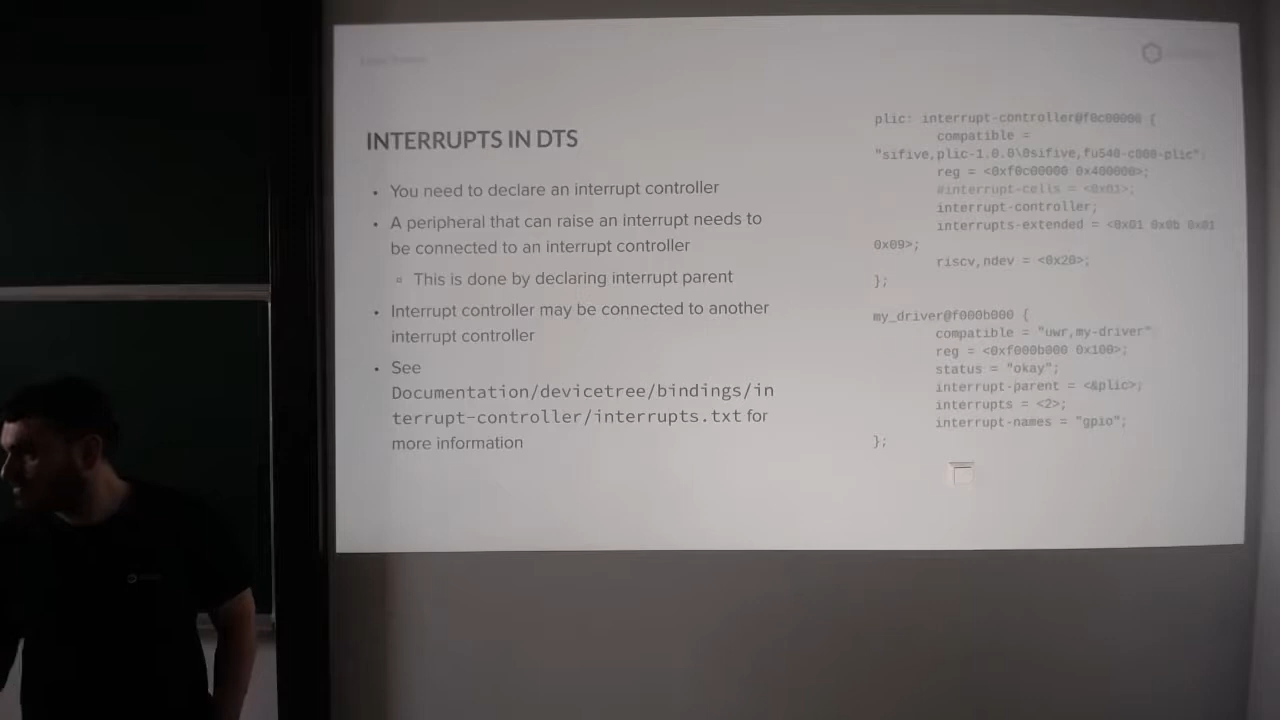 INTERRUPTS IN DTS
• You need to declare an interrupt controller
• A peripheral that can raise an interrupt needs to
be connected to an interrupt controller
▫ This is done by declaring interrupt parent
• Interrupt controller may be connected to another
interrupt controller
• See
Documentation/devicetree/bindings/in
terrupt-controller/interrupts.txt for
more information
plic: interrupt-controller@f0c00000 {
compatible =
"sifive,plic-1.0.0\0sifive,fu540-c000-plic";
reg = <0xf0c00000 0x400000>;
#interrupt-cells = <0x01>;
interrupt-controller;
interrupts-extended = <0x01 0x0b 0x01
0x09>;
riscv,ndev = <0x20>;
};
my_driver@f000b000 {
compatible = "uwr,my-driver"
reg = <0xf000b000 0x100>;
status = "okay";
interrupt-parent = <&plic>;
interrupts = <2>;
interrupt-names = "gpio";
};